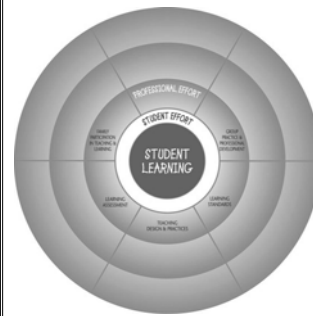 PROFESSIONAL EFFORT
STUDENT EFFORT
FAMILY
PARTICIPATION
IN TEACHING &
LEARNING
GROUP
PRACTICE &
PROFESSIONAL
DEVELOPMENT
STUDENT
LEARNING
LEARNING
ASSESSMENT
LEARNING
STANDARDS
TEACHING
DESIGN & PRACTICES